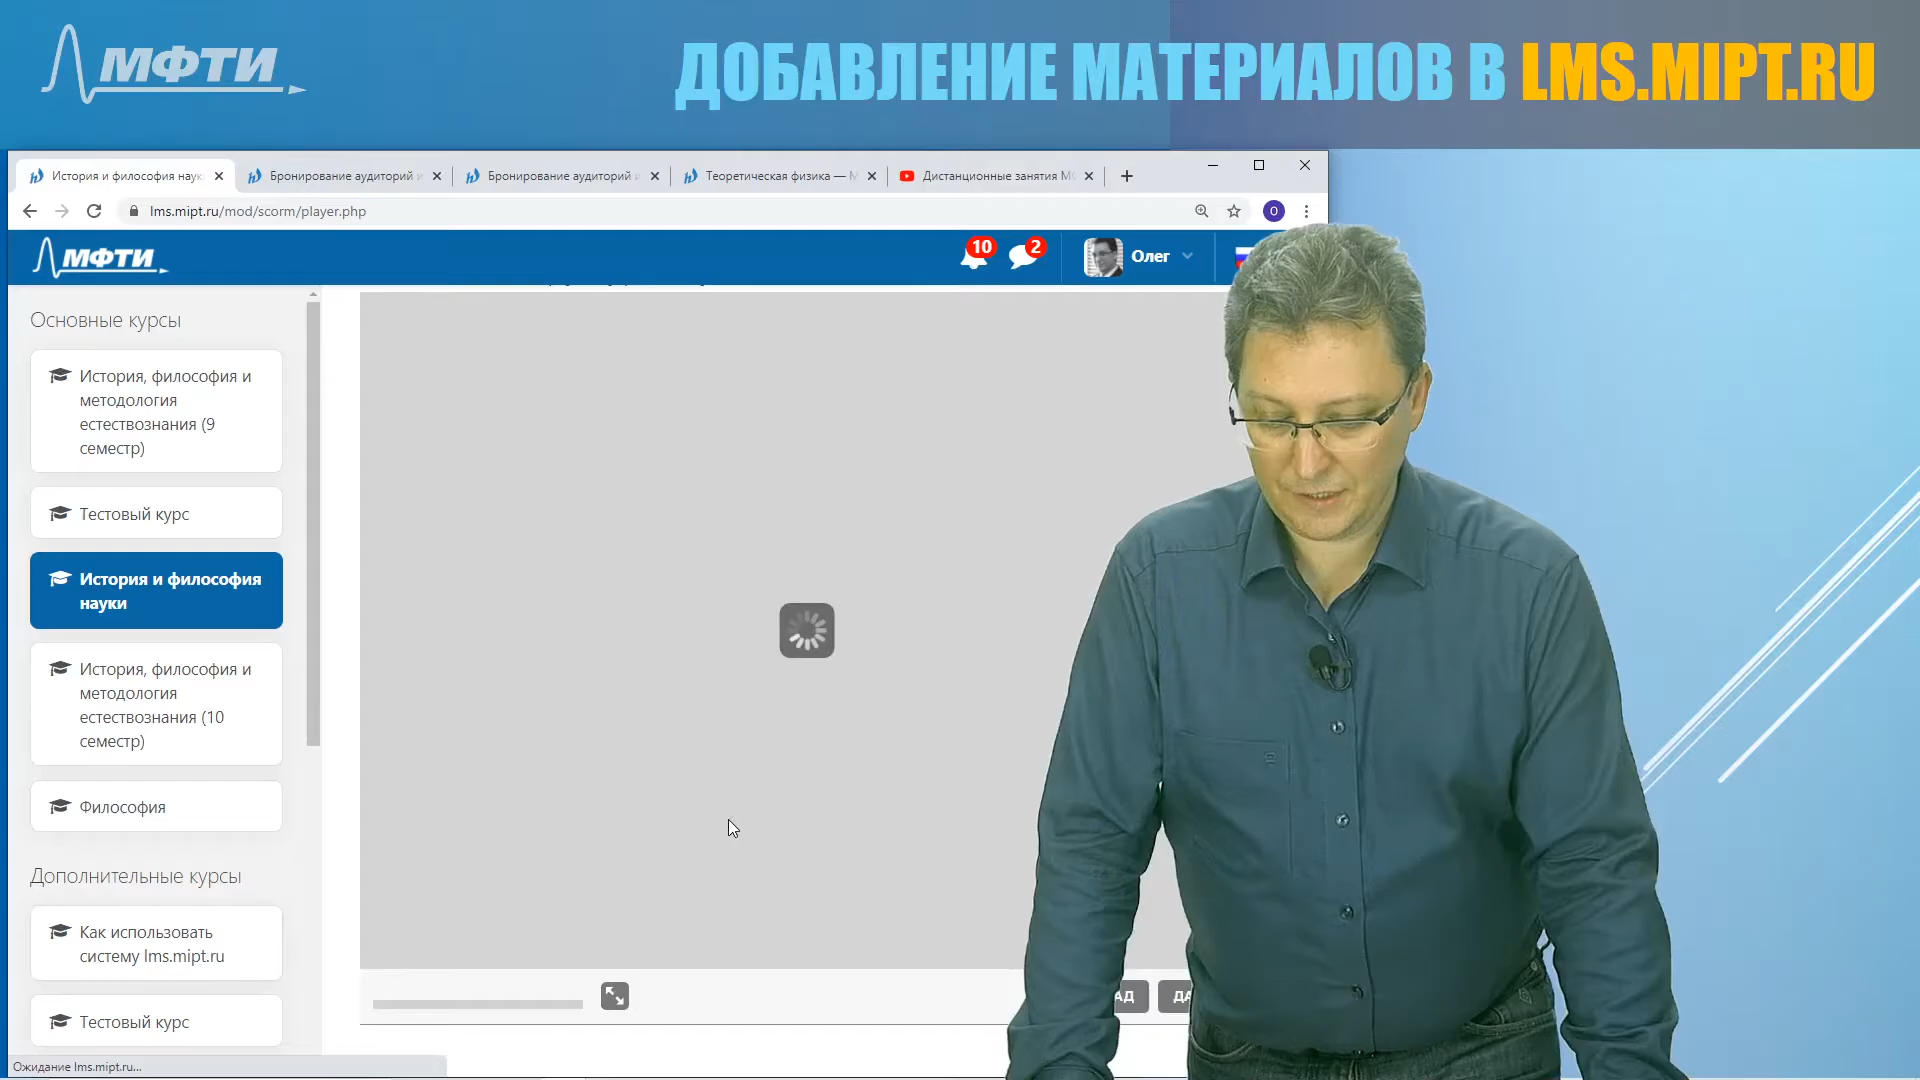 МФТИ
ДОБАВЛЕНИЕ МАТЕРИАЛОВ В LMS.MIPT.RU
История и философия наук
Бронирование аудиторий и
Бронирование аудиторий и
Теоретическая физика — М
Дистанционные занятия МФ
lms.mipt.ru/mod/scorm/player.php
О
МФТИ
10
2
Олег
Основные курсы
История, философия и
методология
естествознания (9
семестр)
Тестовый курс
История и философия
науки
История, философия и
методология
естествознания (10
семестр)
Философия
Дополнительные курсы
Как использовать
систему lms.mipt.ru
Тестовый курс
АД
ДА
Ожидание lms.mipt.ru...